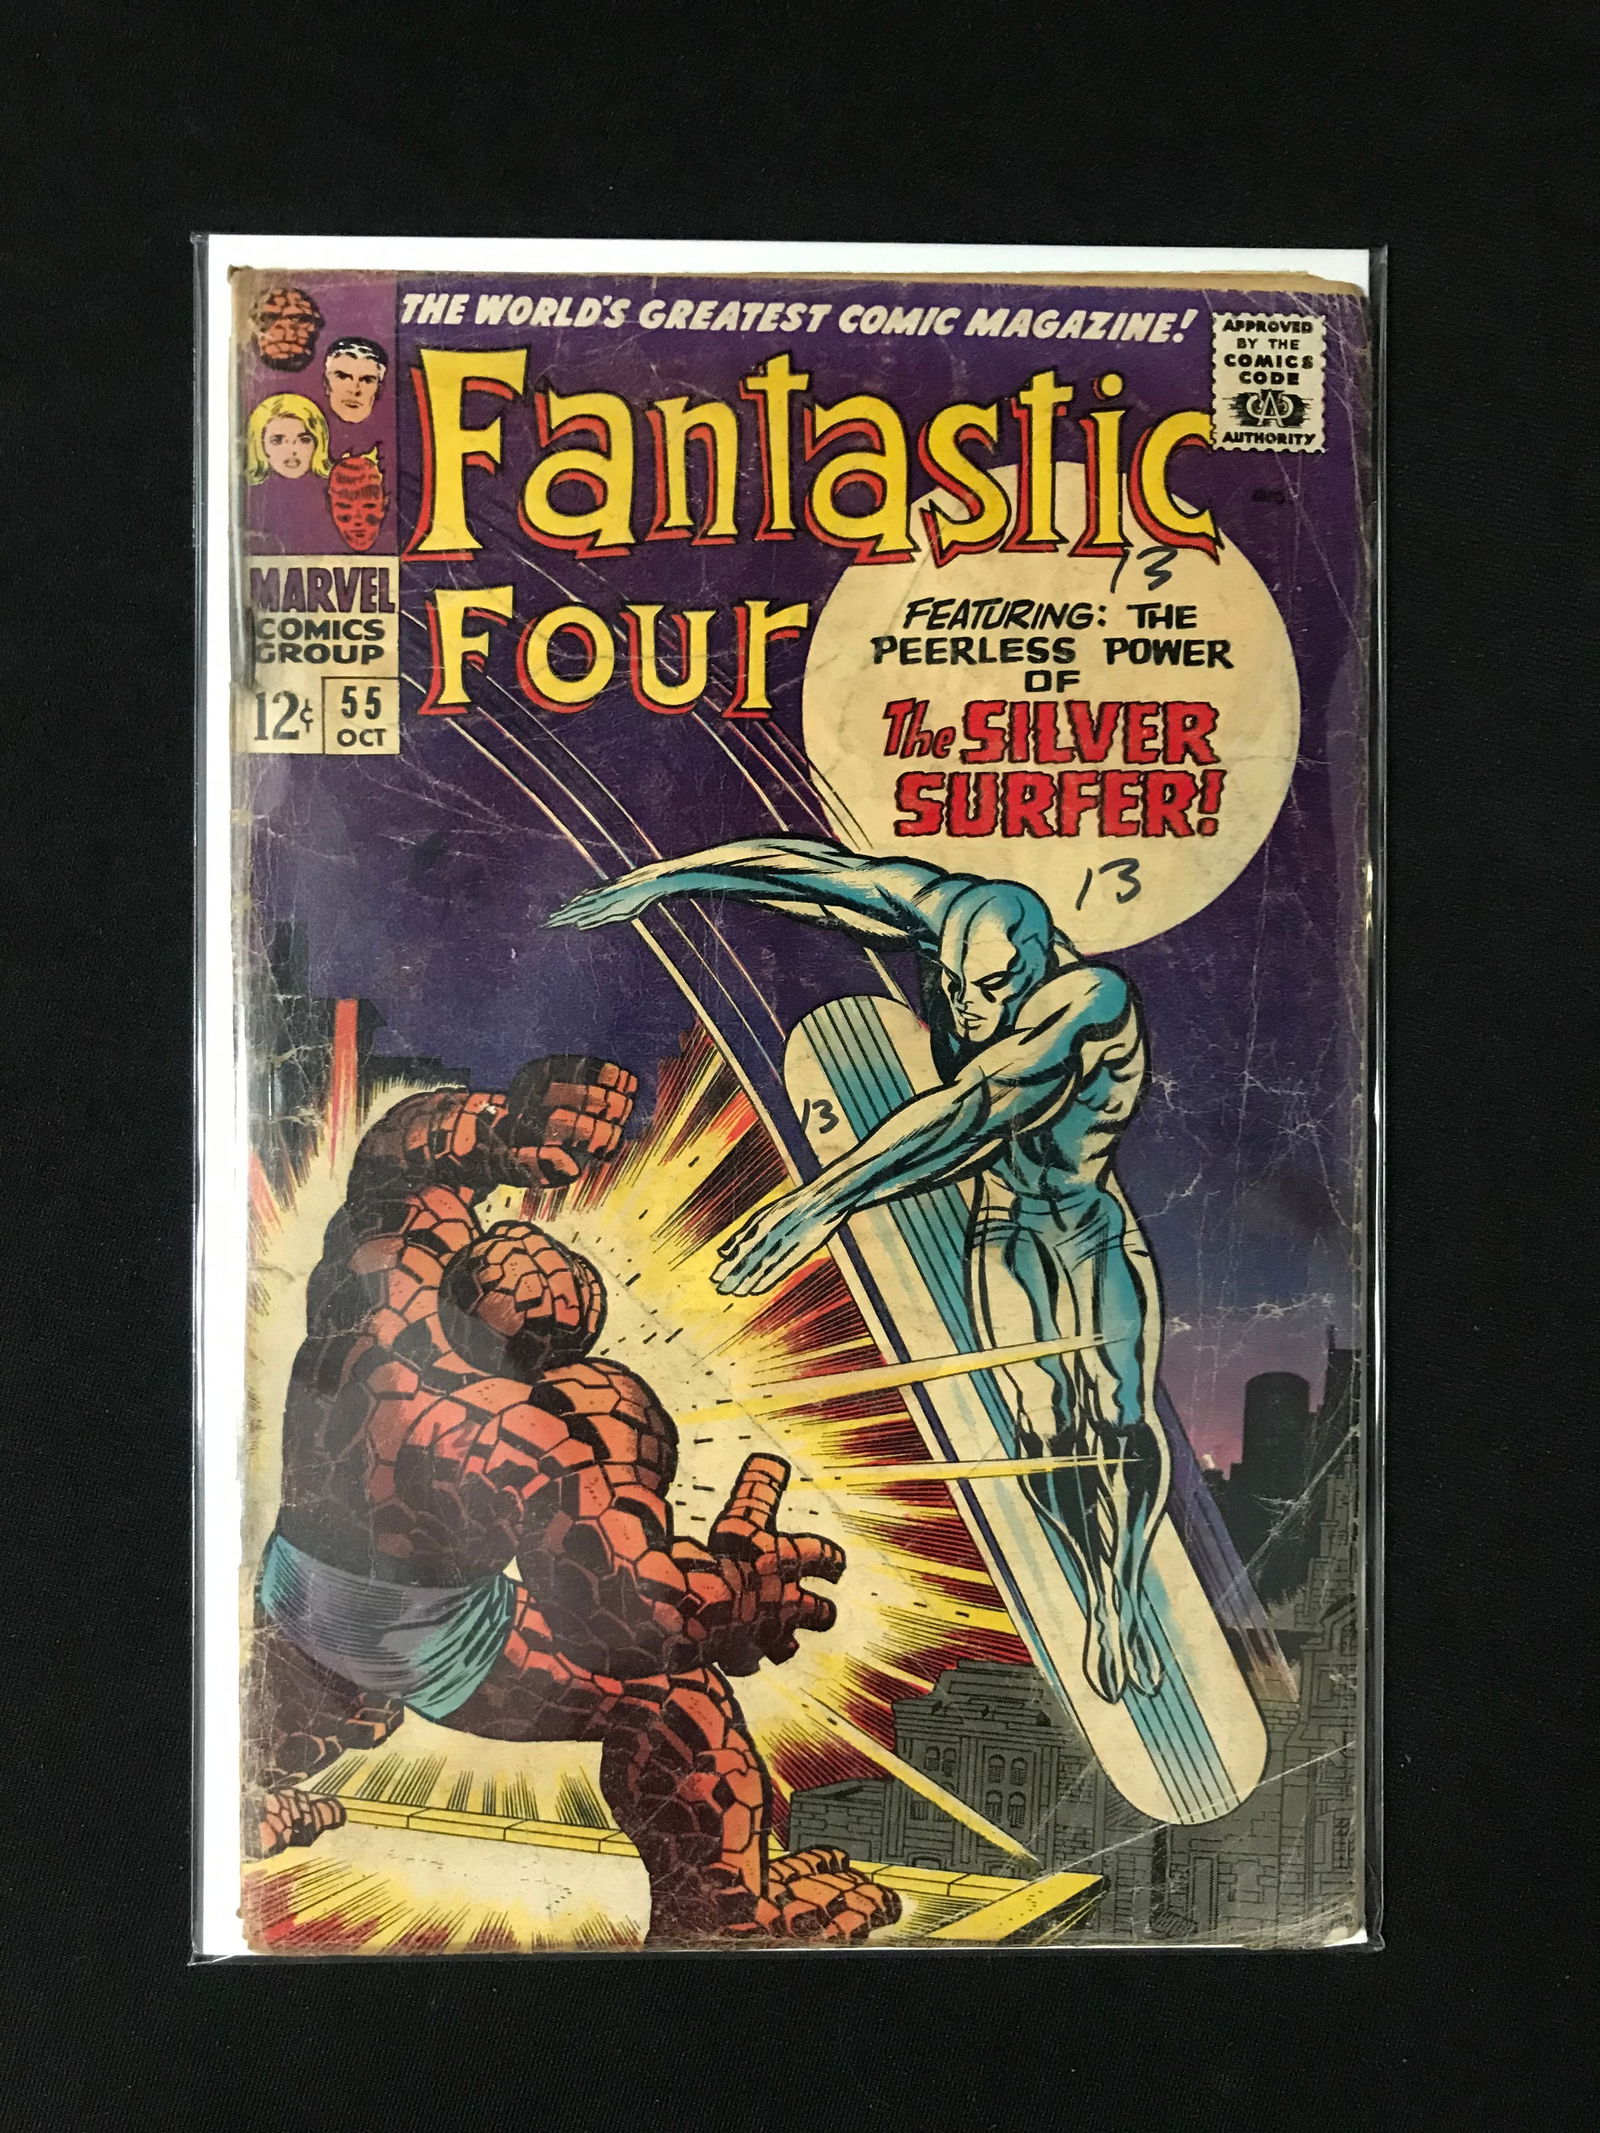 THE WORLD'S GREATEST COMIC MAGAZINE!
APPROVED
BY THE
COMICS
CODE
CA
AUTHORITY
Fantastic
Four
MARVEL
COMICS
GROUP
12¢
55
OCT
13
FEATURING: THE
PEERLESS POWER
OF
The SILVER
SURFER!
13
13